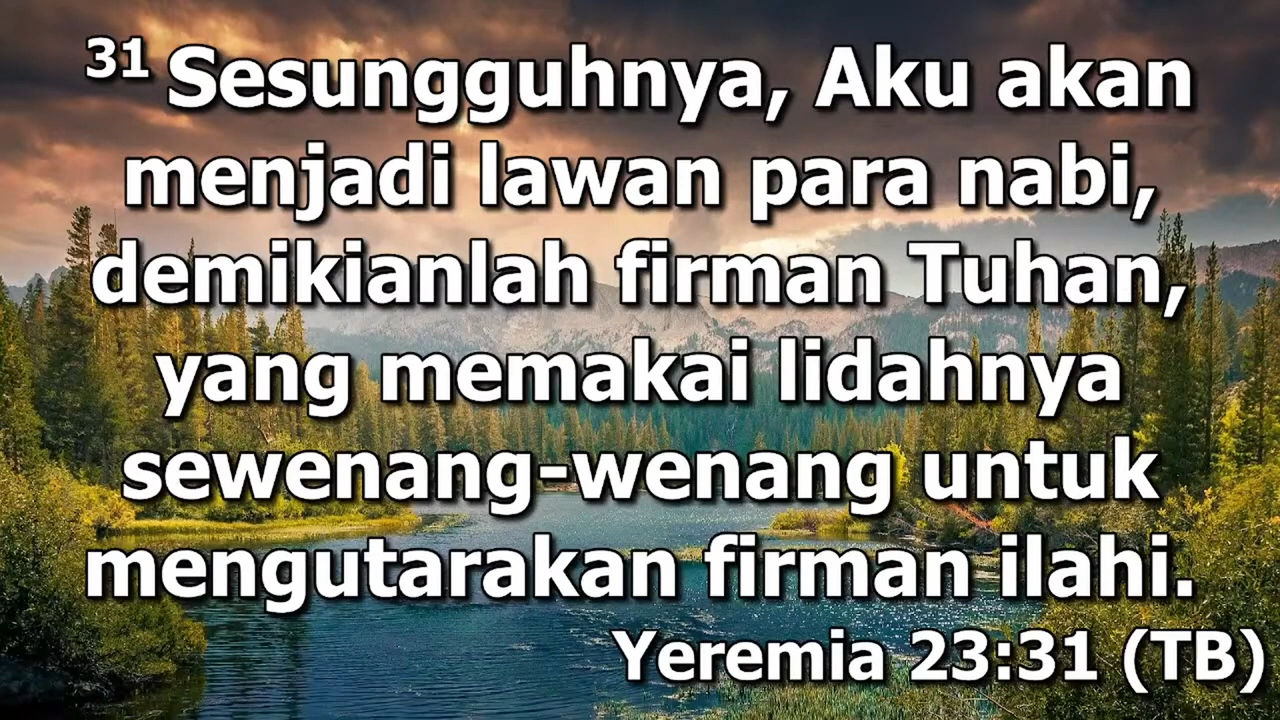 31 Sesungguhnya, Aku akan
menjadi lawan para nabi,
demikianlah firman Tuhan,
yang memakai lidahnya
sewenang-wenang untuk
mengutarakan firman ilahi.
Yeremia 23:31 (TB)